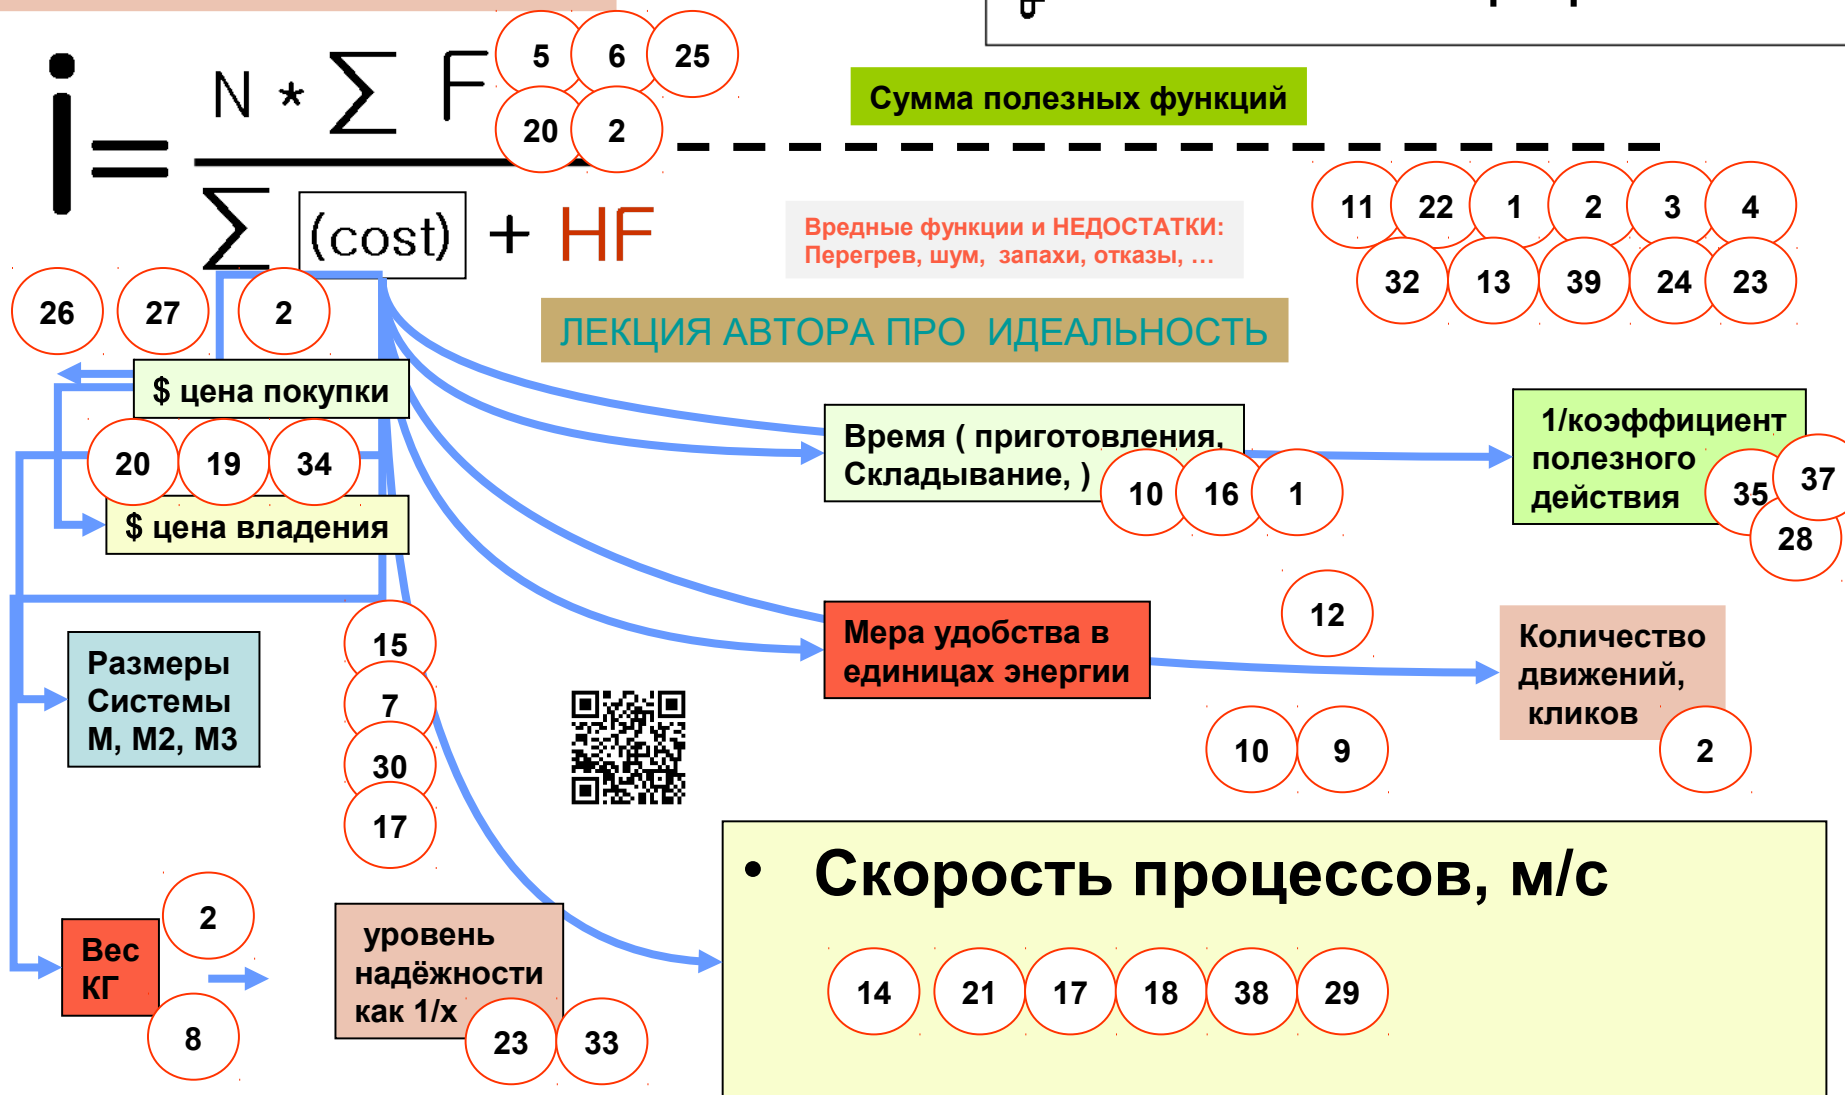 5 6 25
i= N * ∑ F
20 2
Сумма полезных функций
∑ (cost) + HF
Вредные функции и НЕДОСТАТКИ:
Перегрев, шум, запахи, отказы, ...
11 22 1 2 3 4
32 13 39 24 23
26 27 2
ЛЕКЦИЯ АВТОРА ПРО ИДЕАЛЬНОСТЬ
$ цена покупки
20 19 34
$ цена владения
Время ( приготовления,
Складывание, )
10 16 1
1/коэффициент
полезного
действия
35 37
28
Мера удобства в
единицах энергии
12
10 9
Количество
движений,
кликов
2
Размеры
Системы
М, М2, М3
15
7
30
17
Вес
КГ
2
8
уровень
надёжности
как 1/х
23 33
• Скорость процессов, м/с
14 21 17 18 38 29